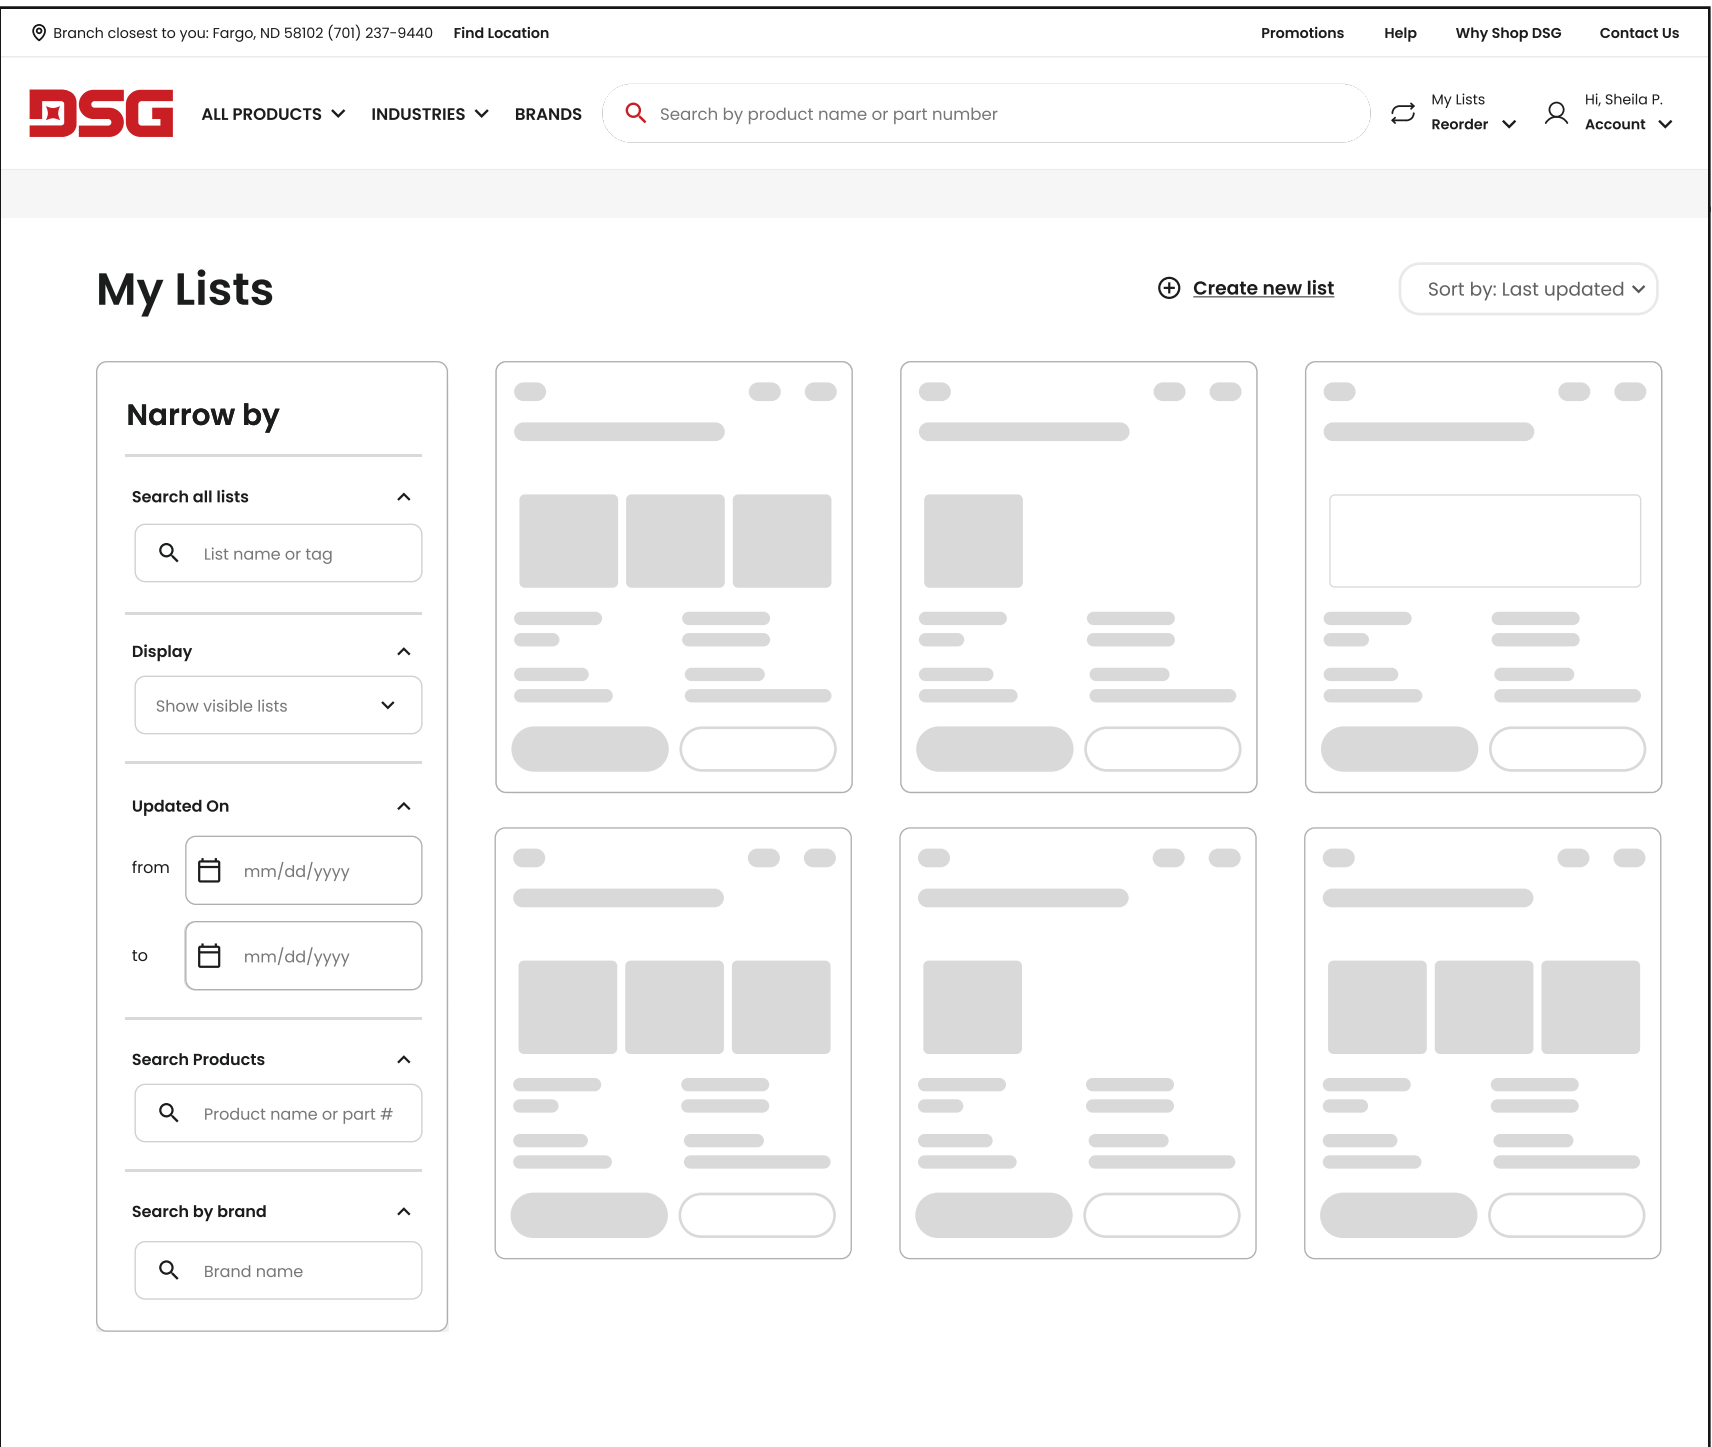 Branch closest to you: Fargo, ND 58102 (701) 237-9440 Find Location
Promotions Help Why Shop DSG Contact Us
DSG
ALL PRODUCTS INDUSTRIES BRANDS
Search by product name or part number
My Lists
Reorder
Hi, Sheila P.
Account
My Lists
Create new list
Sort by: Last updated
Narrow by
Search all lists
List name or tag
Display
Show visible lists
Updated On
from mm/dd/yyyy
to mm/dd/yyyy
Search Products
Product name or part #
Search by brand
Brand name